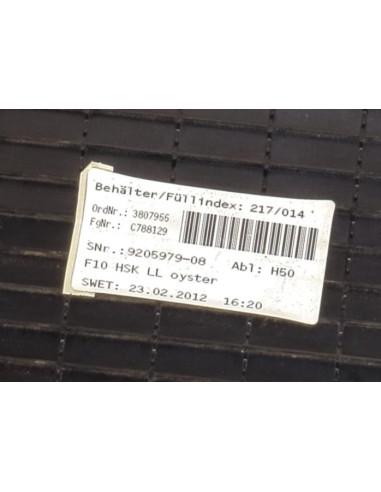 Behälter/Füllindex: 217/014
OrdNr.: 3807956
FgNr.: C788129
SNr.:9205979-08 Abl: H50
F10 HSK LL oyster
SWET: 23.02.2012 16:20